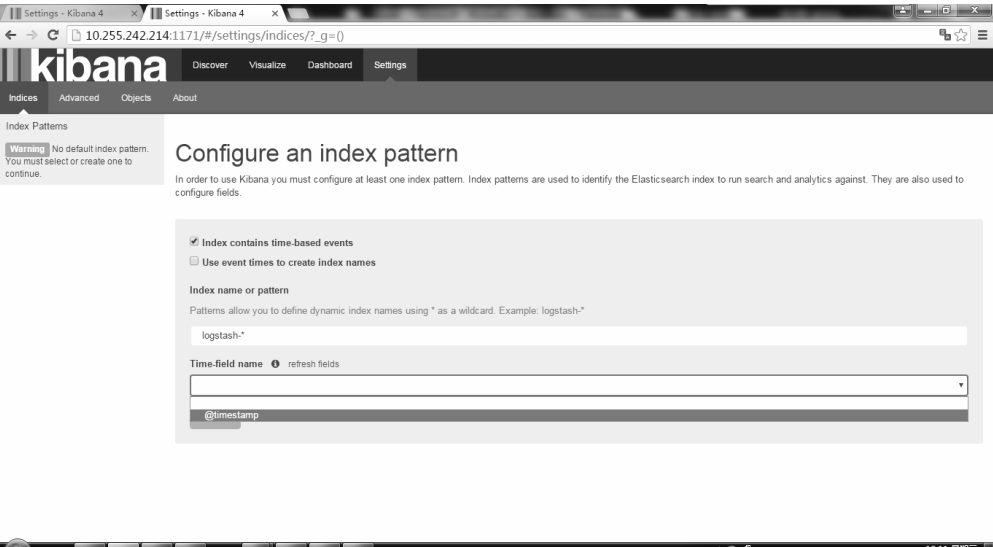 Settings - Kibana 4
Settings - Kibana 4
10.255.242.214:1171/#/settings/indices/?_g=()
kibana
Discover Visualize Dashboard Settings
Indices Advanced Objects About
Index Patterns
Warning No default index pattern.
You must select or create one to
continue.
Configure an index pattern
In order to use Kibana you must configure at least one index pattern. Index patterns are used to identify the Elasticsearch index to run search and analytics against. They are also used to
configure fields.
Index contains time-based events
Use event times to create index names
Index name or pattern
Patterns allow you to define dynamic index names using * as a wildcard. Example: logstash-*
logstash-*
Time-field name refresh fields
@timestamp